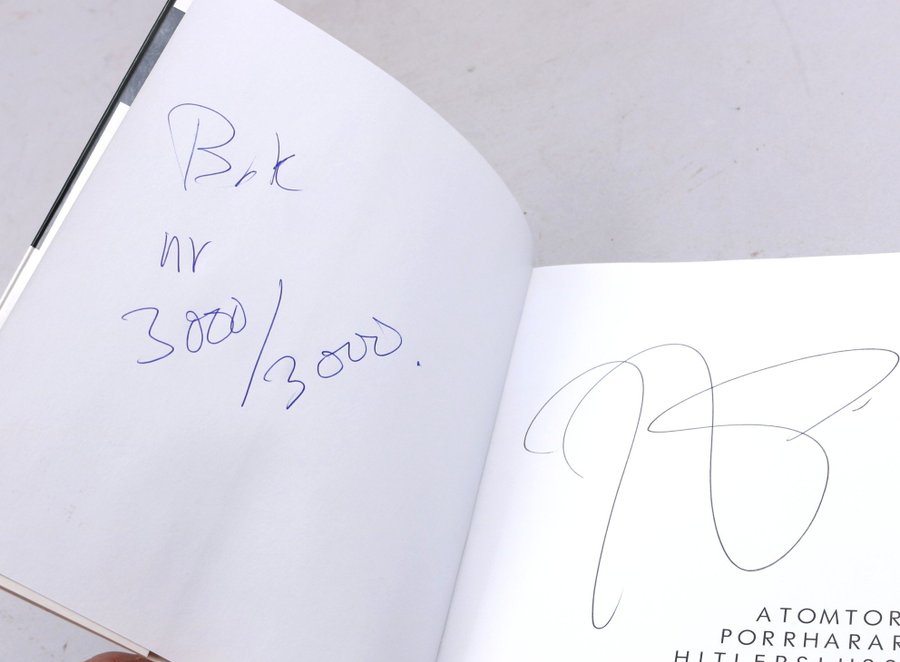 Bok
nr
3000/3000.
ATOMTOR
PORRHARAR